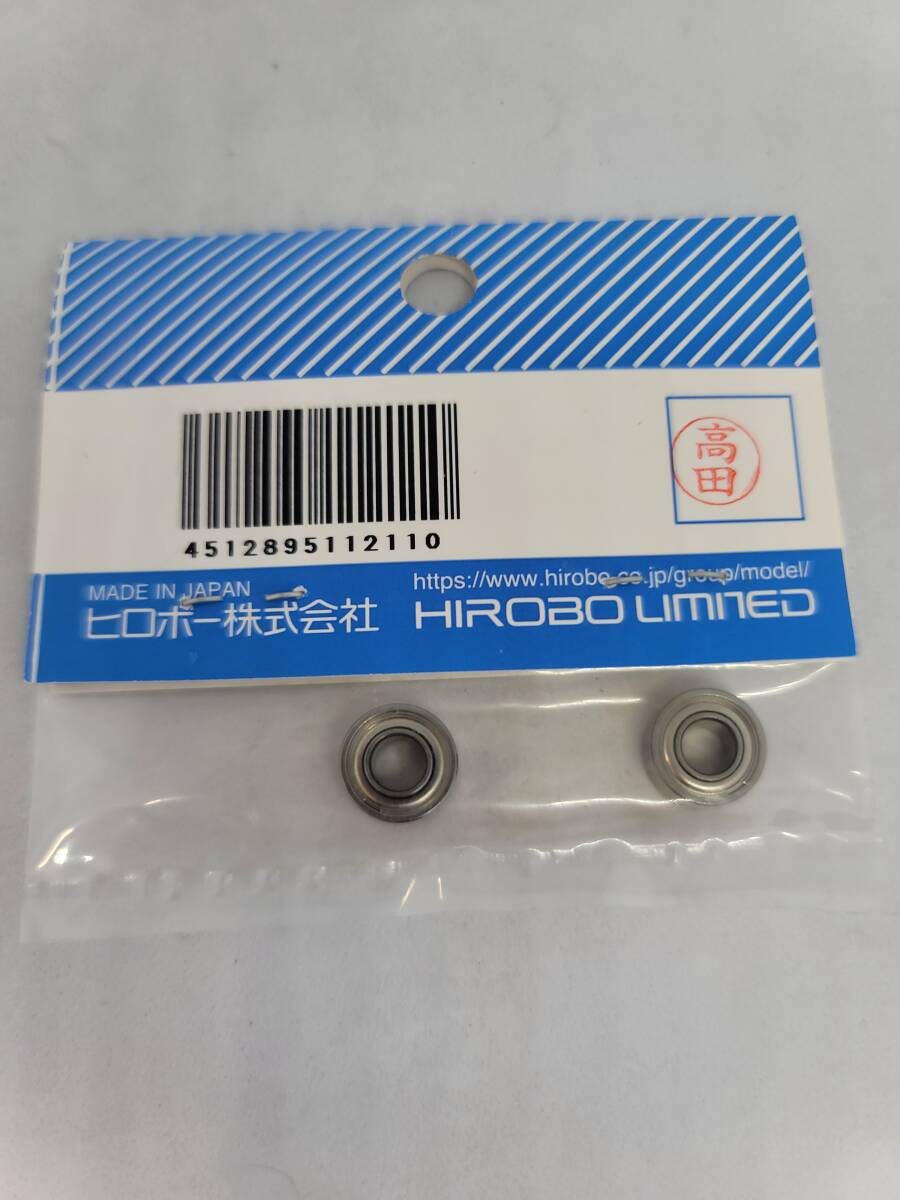 4512895112110
高田
MADE IN JAPAN
ヒロボー株式会社
https://www.hirobo.co.jp/group/model/
HIROBO LIMITED